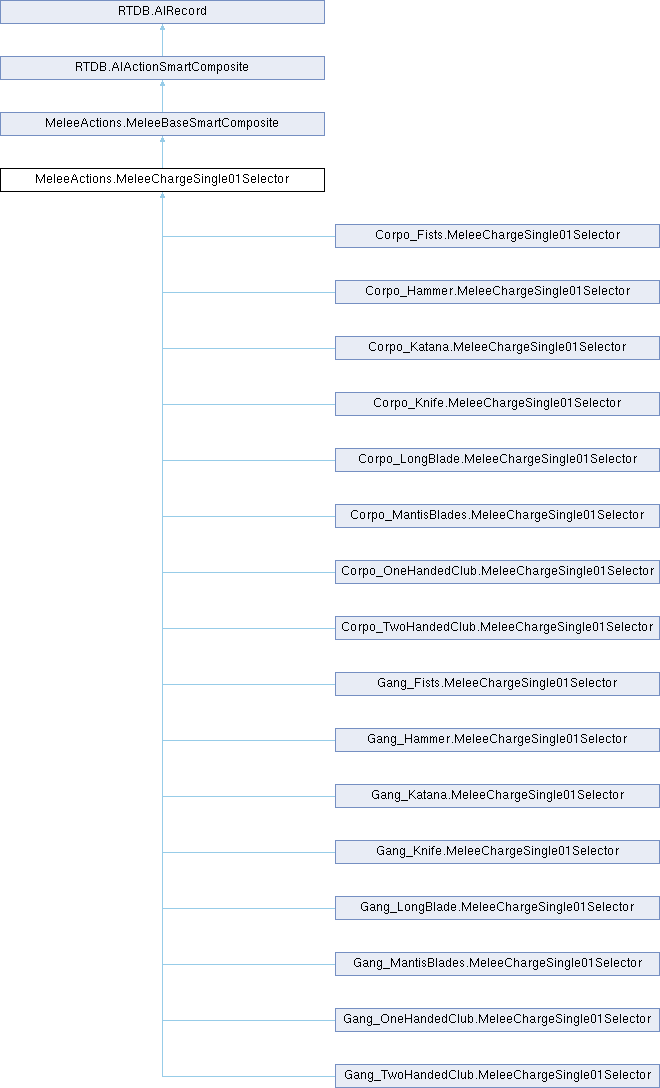 RTDB.AIRecord
RTDB.AIActionSmartComposite
MeleeActions.MeleeBaseSmartComposite
MeleeActions.MeleeChargeSingle01Selector
Corpo_Fists.MeleeChargeSingle01Selector
Corpo_Hammer.MeleeChargeSingle01Selector
Corpo_Katana.MeleeChargeSingle01Selector
Corpo_Knife.MeleeChargeSingle01Selector
Corpo_LongBlade.MeleeChargeSingle01Selector
Corpo_MantisBlades.MeleeChargeSingle01Selector
Corpo_OneHandedClub.MeleeChargeSingle01Selector
Corpo_TwoHandedClub.MeleeChargeSingle01Selector
Gang_Fists.MeleeChargeSingle01Selector
Gang_Hammer.MeleeChargeSingle01Selector
Gang_Katana.MeleeChargeSingle01Selector
Gang_Knife.MeleeChargeSingle01Selector
Gang_LongBlade.MeleeChargeSingle01Selector
Gang_MantisBlades.MeleeChargeSingle01Selector
Gang_OneHandedClub.MeleeChargeSingle01Selector
Gang_TwoHandedClub.MeleeChargeSingle01Selector